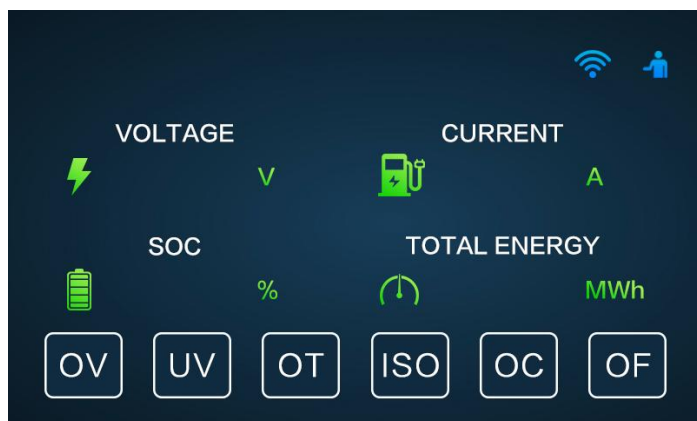 VOLTAGE CURRENT
V A
SOC TOTAL ENERGY
% MWh
OV UV OT ISO OC OF